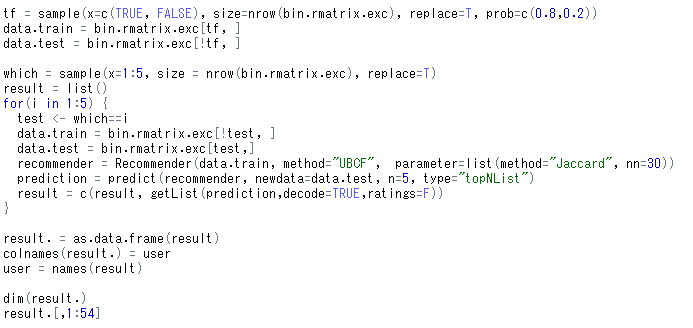 tf = sample(x=c(TRUE, FALSE), size=nrow(bin.rmatrix.exc), replace=T, prob=c(0.8,0.2))
data.train = bin.rmatrix.exc[tf, ]
data.test = bin.rmatrix.exc[!tf, ]

which = sample(x=1:5, size = nrow(bin.rmatrix.exc), replace=T)
result = list()
for(i in 1:5) {
  test <- which==i
  data.train = bin.rmatrix.exc[!test, ]
  data.test = bin.rmatrix.exc[test,]
  recommender = Recommender(data.train, method="UBCF",  parameter=list(method="Jaccard", nn=30))
  prediction = predict(recommender, newdata=data.test, n=5, type="topNList")
  result = c(result, getList(prediction,decode=TRUE,ratings=F))
}

result. = as.data.frame(result)
colnames(result.) = user
user = names(result)

dim(result.)
result.[,1:54]